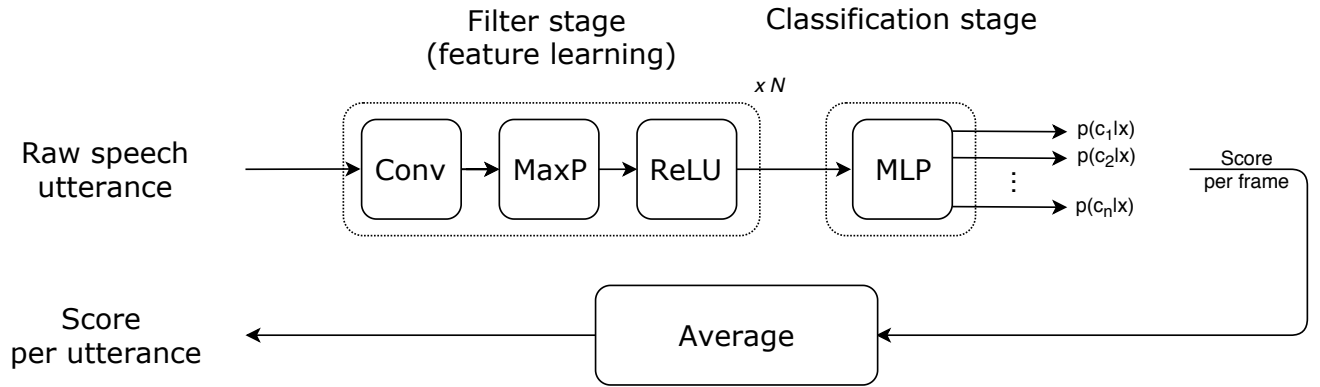 Filter stage
(feature learning)
Classification stage
x N
Raw speech
utterance
Conv
MaxP
ReLU
MLP
p(c₁|x)
p(c₂|x)
⋮
p(cₙ|x)
Score
per frame
Score
per utterance
Average